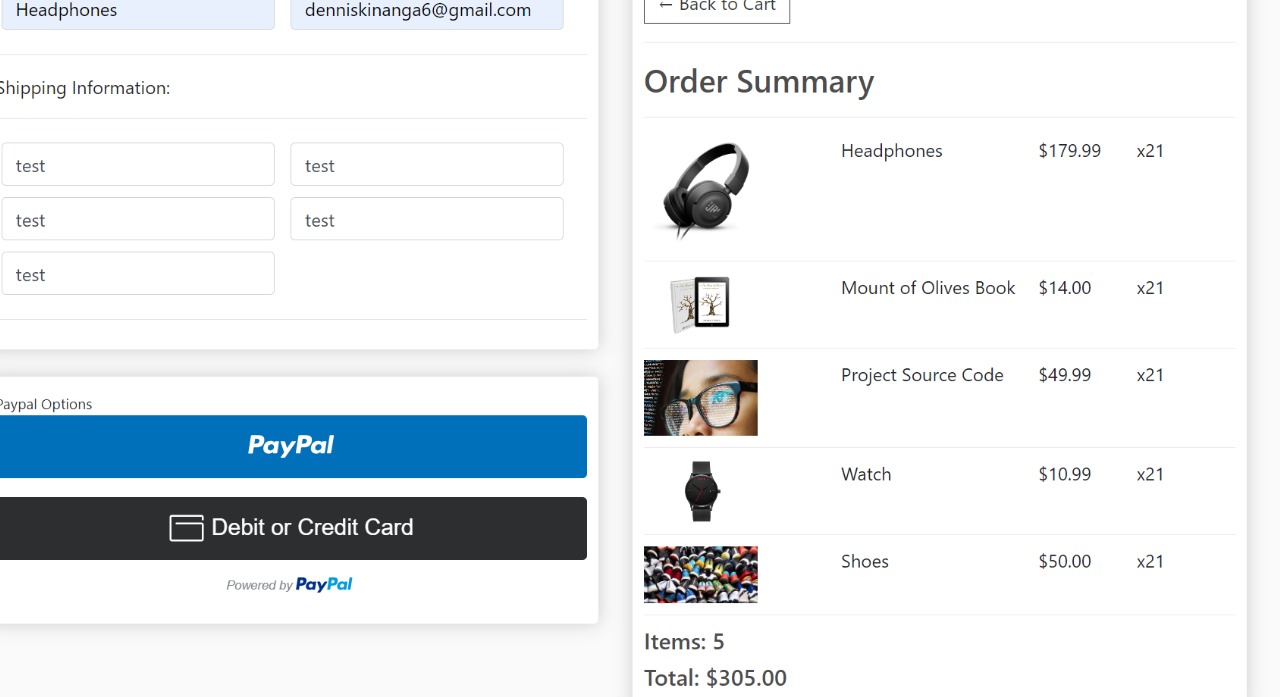 Headphones
denniskinanga6@gmail.com
Shipping Information:
test
test
test
test
test
Paypal Options
PayPal
Debit or Credit Card
Powered by PayPal
← Back to Cart
Order Summary
Headphones $179.99 x21
Mount of Olives Book $14.00 x21
Project Source Code $49.99 x21
Watch $10.99 x21
Shoes $50.00 x21
Items: 5
Total: $305.00